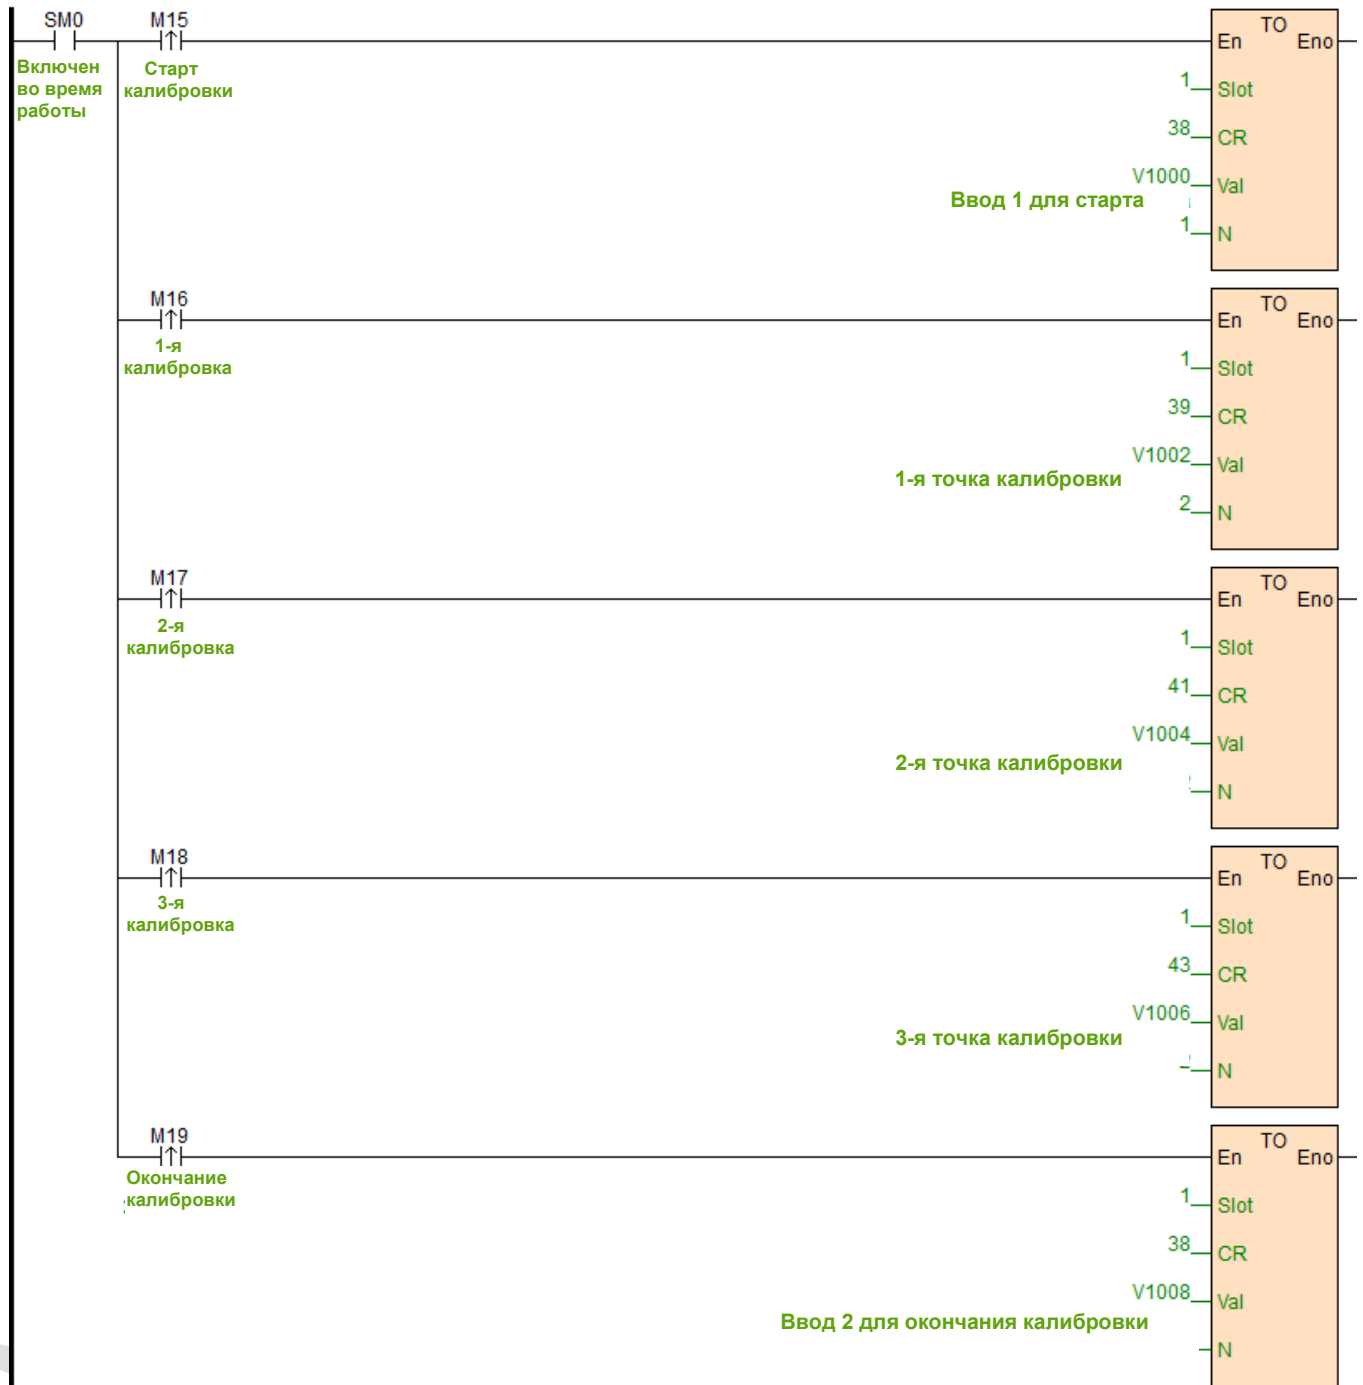 SM0
M15
TO
En
Eno
Включен
во время
работы
Старт
калибровки
1
Slot
38
CR
V1000
Val
Ввод 1 для старта
1
N
M16
TO
En
Eno
1-я
калибровка
1
Slot
39
CR
V1002
Val
1-я точка калибровки
2
N
M17
TO
En
Eno
2-я
калибровка
1
Slot
41
CR
V1004
Val
2-я точка калибровки
N
M18
TO
En
Eno
3-я
калибровка
1
Slot
43
CR
V1006
Val
3-я точка калибровки
N
M19
TO
En
Eno
Окончание
калибровки
1
Slot
38
CR
V1008
Val
Ввод 2 для окончания калибровки
N